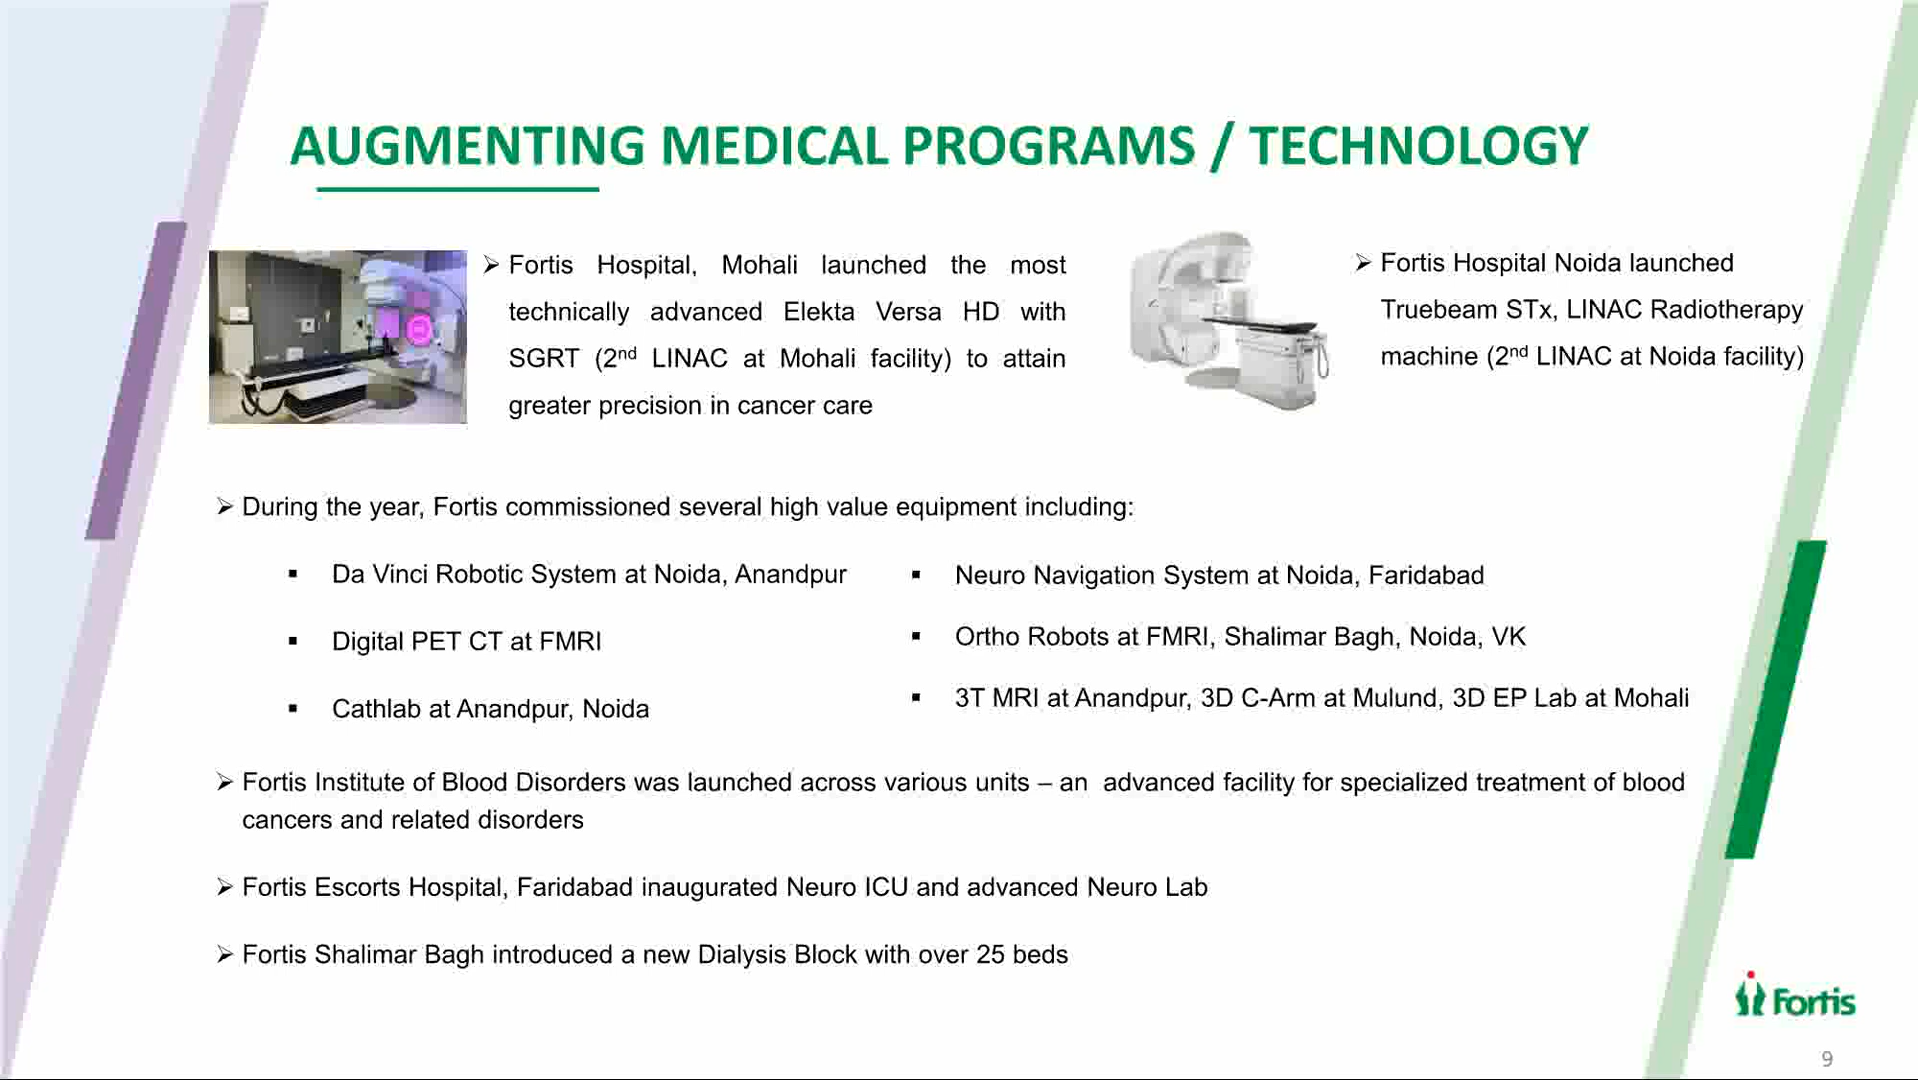 AUGMENTING MEDICAL PROGRAMS / TECHNOLOGY
➢ Fortis Hospital, Mohali launched the most
technically advanced Elekta Versa HD with
SGRT (2nd LINAC at Mohali facility) to attain
greater precision in cancer care
➢ Fortis Hospital Noida launched
Truebeam STx, LINAC Radiotherapy
machine (2nd LINAC at Noida facility)
➢ During the year, Fortis commissioned several high value equipment including:
▪ Da Vinci Robotic System at Noida, Anandpur
▪ Digital PET CT at FMRI
▪ Cathlab at Anandpur, Noida
▪ Neuro Navigation System at Noida, Faridabad
▪ Ortho Robots at FMRI, Shalimar Bagh, Noida, VK
▪ 3T MRI at Anandpur, 3D C-Arm at Mulund, 3D EP Lab at Mohali
➢ Fortis Institute of Blood Disorders was launched across various units – an advanced facility for specialized treatment of blood
cancers and related disorders
➢ Fortis Escorts Hospital, Faridabad inaugurated Neuro ICU and advanced Neuro Lab
➢ Fortis Shalimar Bagh introduced a new Dialysis Block with over 25 beds
Fortis
9